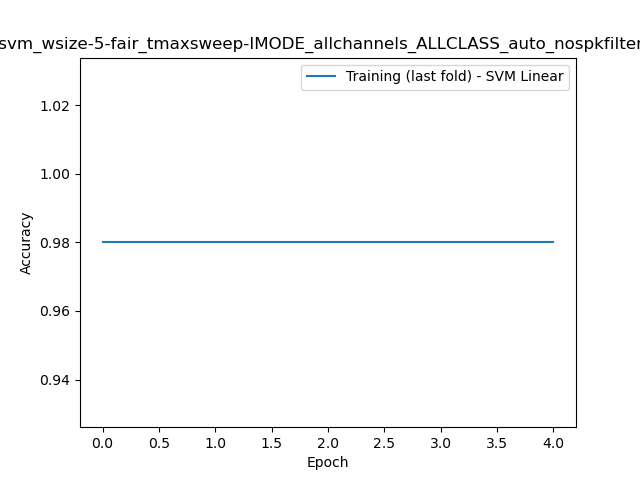 svm_wsize-5-fair_tmaxsweep-IMODE_allchannels_ALLCLASS_auto_nospkfilter
Training (last fold) - SVM Linear
1.02
1.00
0.98
0.96
0.94
Accuracy
0.0 0.5 1.0 1.5 2.0 2.5 3.0 3.5 4.0
Epoch